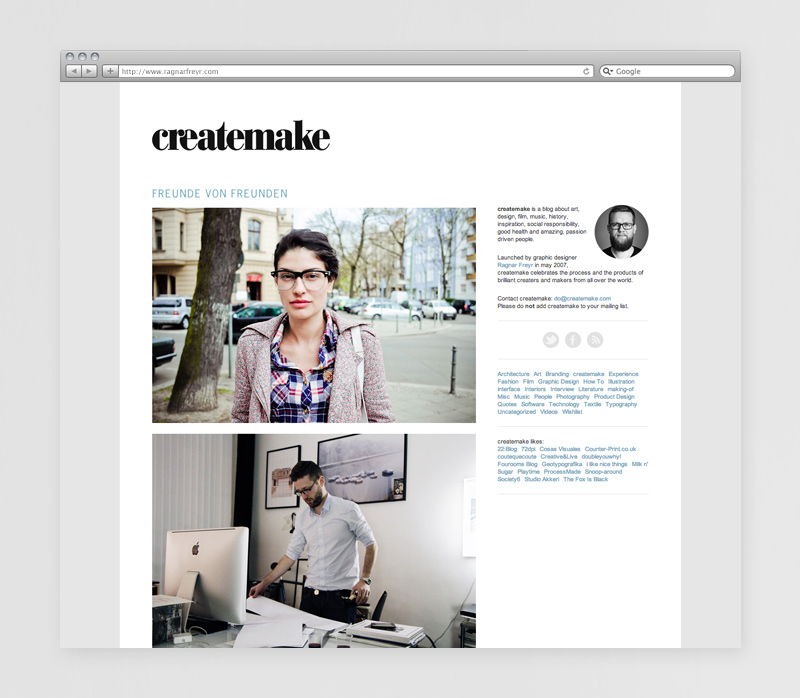 http://www.ragnarfreyr.com
Google
createmake
FREUNDE VON FREUNDEN
createmake is a blog about art,
design, film, music, history,
inspiration, social responsibility,
good health and amazing, passion
driven people.
Launched by graphic designer
Ragnar Freyr in may 2007,
createmake celebrates the process and the products of
brilliant creators and makers from all over the world.
Contact createmake: do@createmake.com
Please do not add createmake to your mailing list.
Architecture Art Branding createmake Experience
Fashion Film Graphic Design How To Illustration
Interface Interiors Interview Literature making-of
Misc Music People Photography Product Design
Quotes Software Technology Textile Typography
Uncategorized Videos Wishlist
createmake likes:
22:Blog 72dpi Cosas Visuales Counter-Print.co.uk
coutequecoute Creative&Live doubleyouwhy!
Fourooms Blog Geotypografika i like nice things Milk n'
Sugar Playtime ProcessMade Snoop-around
Society6 Studio Akkeri The Fox Is Black